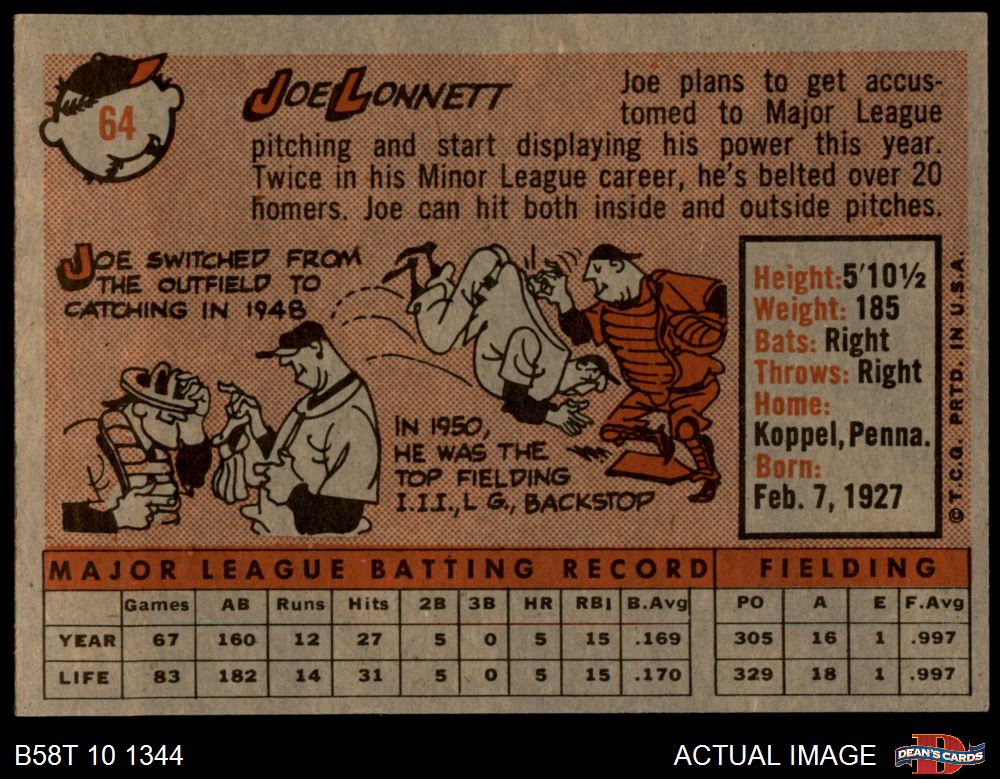 64
JOE LONNETT
Joe plans to get accus-
tomed to Major League
pitching and start displaying his power this year.
Twice in his Minor League career, he's belted over 20
homers. Joe can hit both inside and outside pitches.
JOE SWITCHED FROM
THE OUTFIELD TO
CATCHING IN 1948
IN 1950,
HE WAS THE
TOP FIELDING
I.I.I., L G., BACKSTOP
Height: 5'10½
Weight: 185
Bats: Right
Throws: Right
Home:
Koppel, Penna.
Born:
Feb. 7, 1927
© T.C.G. PRTD. IN U.S.A.
MAJOR LEAGUE BATTING RECORD FIELDING
Games AB Runs Hits 2B 3B HR RBI B.Avg PO A E F.Avg
YEAR 67 160 12 27 5 0 5 15 .169 305 16 1 .997
LIFE 83 182 14 31 5 0 5 15 .170 329 18 1 .997
B58T 10 1344
ACTUAL IMAGE
DEAN'S CARDS